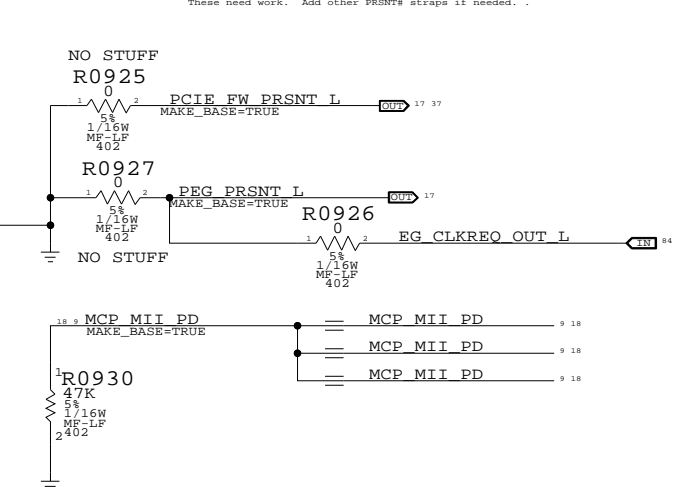 These need work.  Add other PRSNT# straps if needed. .
NO STUFF
R0925
0
1 2 PCIE_FW_PRSNT_L OUT 17 37
MAKE_BASE=TRUE
5%
1/16W
MF-LF
402
R0927
0
1 2 PEG_PRSNT_L OUT 17
MAKE_BASE=TRUE
5%
1/16W
MF-LF
402
NO STUFF
R0926
0
1 2 EG_CLKREQ_OUT_L IN 84
5%
1/16W
MF-LF
402
18 9 MCP_MII_PD
MAKE_BASE=TRUE
MCP_MII_PD 9 18
MCP_MII_PD 9 18
MCP_MII_PD 9 18
1
R0930
47K
5%
1/16W
MF-LF
402
2